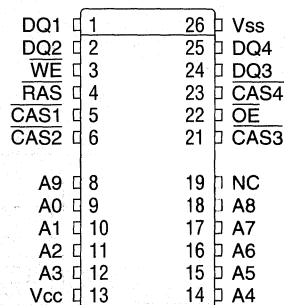 DQ1 1 26 Vss
DQ2 2 25 DQ4
WE 3 24 DQ3
RAS 4 23 CAS4
CAS1 5 22 OE
CAS2 6 21 CAS3
A9 8 19 NC
A0 9 18 A8
A1 10 17 A7
A2 11 16 A6
A3 12 15 A5
Vcc 13 14 A4